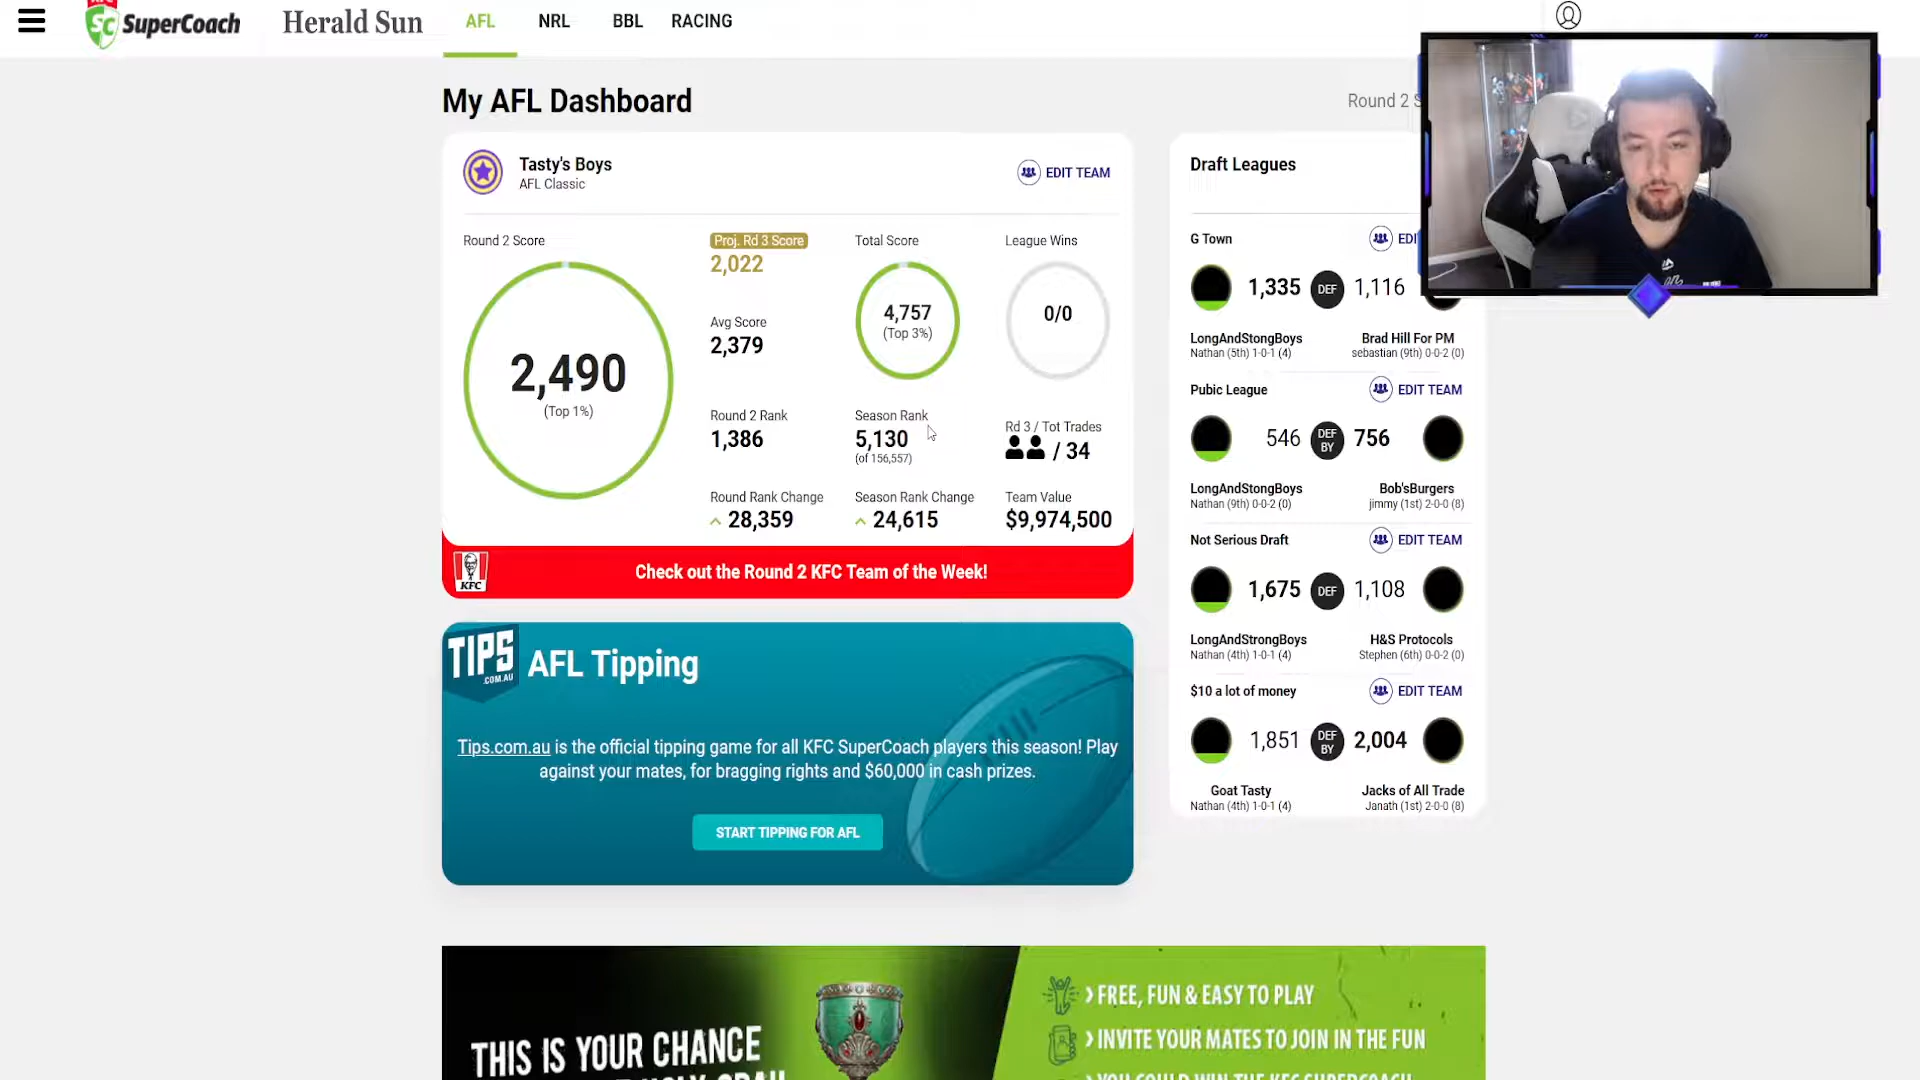 SuperCoach
Herald Sun
AFL
NRL
BBL
RACING
My AFL Dashboard
Round 2 S
Tasty's Boys
AFL Classic
EDIT TEAM
Round 2 Score
2,490
(Top 1%)
Proj. Rd 3 Score
2,022
Avg Score
2,379
Round 2 Rank
1,386
Round Rank Change
28,359
Total Score
4,757
(Top 3%)
Season Rank
5,130
(of 156,557)
Season Rank Change
24,615
League Wins
0/0
Rd 3 / Tot Trades
/ 34
Team Value
$9,974,500
KFC
Check out the Round 2 KFC Team of the Week!
TIPS
.COM.AU
AFL Tipping
Tips.com.au is the official tipping game for all KFC SuperCoach players this season! Play
against your mates, for bragging rights and $60,000 in cash prizes.
START TIPPING FOR AFL
Draft Leagues
G Town
EDI
1,335 DEF 1,116
LongAndStongBoys
Nathan (5th) 1-0-1 (4)
Brad Hill For PM
sebastian (9th) 0-0-2 (0)
Pubic League
EDIT TEAM
546 DEF BY 756
LongAndStongBoys
Nathan (9th) 0-0-2 (0)
Bob'sBurgers
jimmy (1st) 2-0-0 (8)
Not Serious Draft
EDIT TEAM
1,675 DEF 1,108
LongAndStrongBoys
Nathan (4th) 1-0-1 (4)
H&S Protocols
Stephen (6th) 0-0-2 (0)
$10 a lot of money
EDIT TEAM
1,851 DEF BY 2,004
Goat Tasty
Nathan (4th) 1-0-1 (4)
Jacks of All Trade
Janath (1st) 2-0-0 (8)
THIS IS YOUR CHANCE
FREE, FUN & EASY TO PLAY
INVITE YOUR MATES TO JOIN IN THE FUN
YOU COULD WIN THE KFC SUPERCOACH